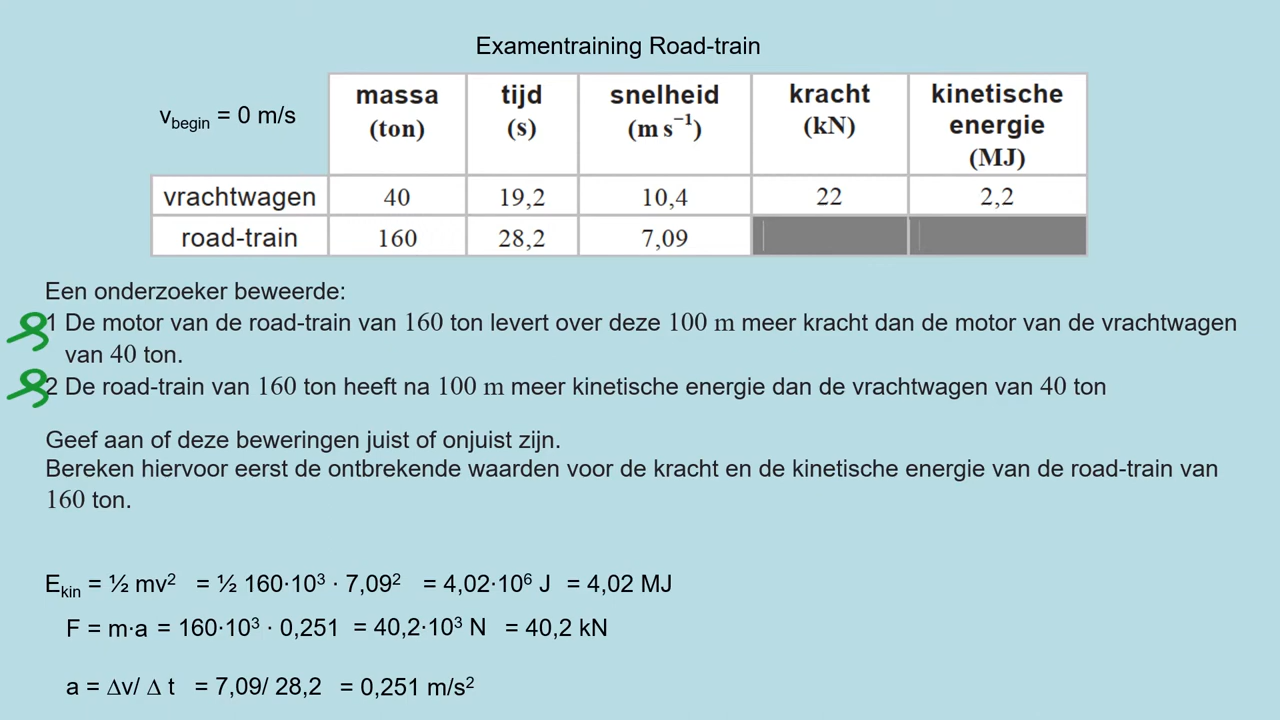 Examentraining Road-train
v_begin = 0 m/s
massa (ton) tijd (s) snelheid (m s⁻¹) kracht (kN) kinetische energie (MJ)
vrachtwagen 40 19,2 10,4 22 2,2
road-train 160 28,2 7,09
Een onderzoeker beweerde:
1 De motor van de road-train van 160 ton levert over deze 100 m meer kracht dan de motor van de vrachtwagen
van 40 ton.
2 De road-train van 160 ton heeft na 100 m meer kinetische energie dan de vrachtwagen van 40 ton
Geef aan of deze beweringen juist of onjuist zijn.
Bereken hiervoor eerst de ontbrekende waarden voor de kracht en de kinetische energie van de road-train van
160 ton.
E_kin = ½ mv² = ½ 160·10³ · 7,09² = 4,02·10⁶ J = 4,02 MJ
F = m·a = 160·10³ · 0,251 = 40,2·10³ N = 40,2 kN
a = Δv/ Δ t = 7,09/ 28,2 = 0,251 m/s²